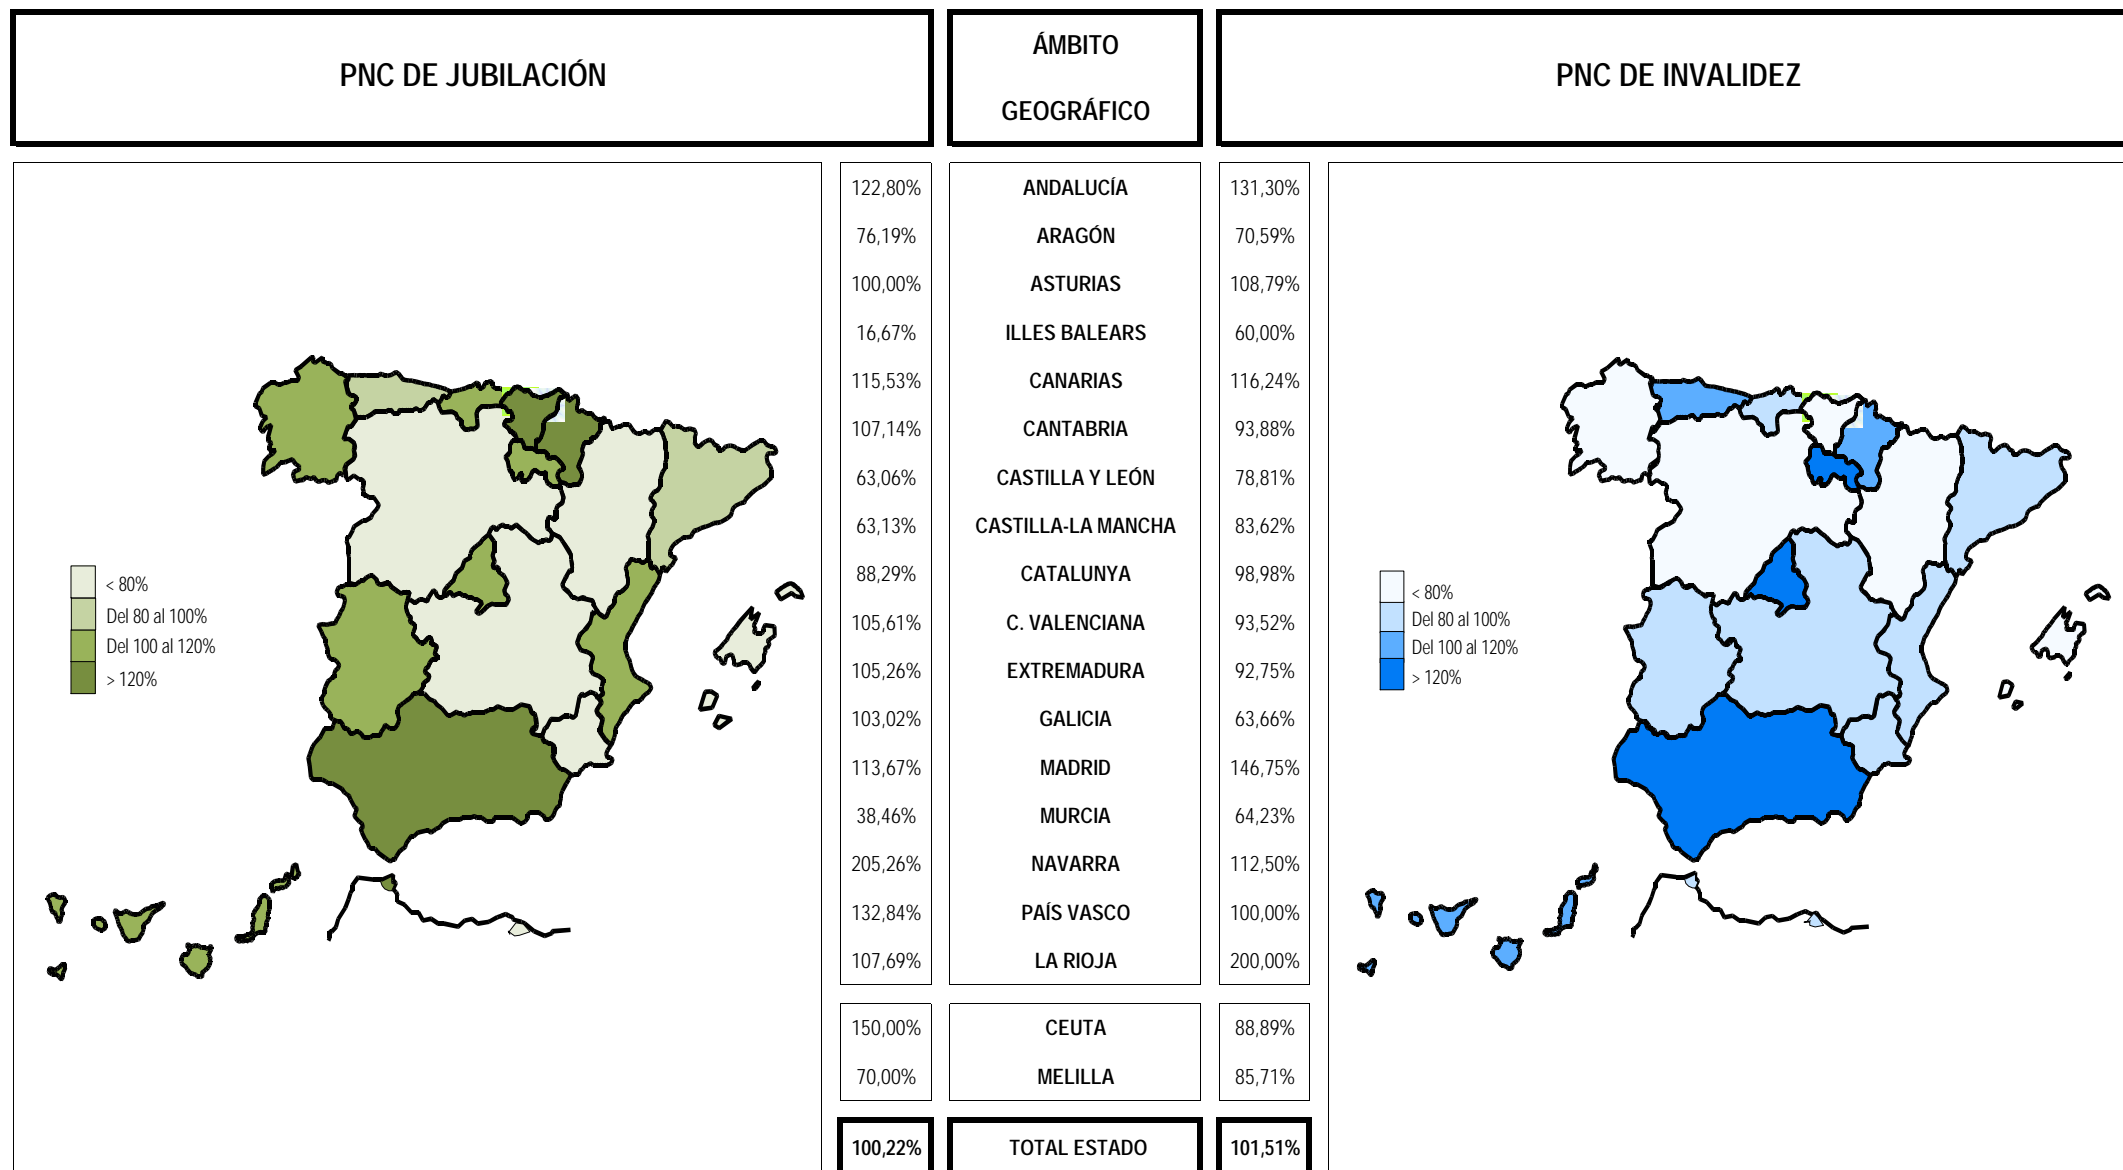 PNC DE JUBILACIÓN
ÁMBITO
GEOGRÁFICO
PNC DE INVALIDEZ
122,80% ANDALUCÍA 131,30%
76,19% ARAGÓN 70,59%
100,00% ASTURIAS 108,79%
16,67% ILLES BALEARS 60,00%
115,53% CANARIAS 116,24%
107,14% CANTABRIA 93,88%
63,06% CASTILLA Y LEÓN 78,81%
63,13% CASTILLA-LA MANCHA 83,62%
88,29% CATALUNYA 98,98%
105,61% C. VALENCIANA 93,52%
105,26% EXTREMADURA 92,75%
103,02% GALICIA 63,66%
113,67% MADRID 146,75%
38,46% MURCIA 64,23%
205,26% NAVARRA 112,50%
132,84% PAÍS VASCO 100,00%
107,69% LA RIOJA 200,00%
150,00% CEUTA 88,89%
70,00% MELILLA 85,71%
100,22% TOTAL ESTADO 101,51%
< 80%
Del 80 al 100%
Del 100 al 120%
> 120%
< 80%
Del 80 al 100%
Del 100 al 120%
> 120%